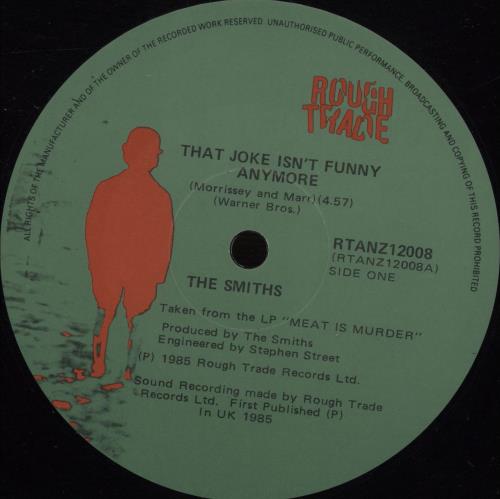 ALL RIGHTS OF THE MANUFACTURER AND OF THE OWNER OF THE RECORDED WORK RESERVED. UNAUTHORISED PUBLIC PERFORMANCE, BROADCASTING AND COPYING OF THIS RECORD PROHIBITED
ROUGH
TRADE
THAT JOKE ISN'T FUNNY
ANYMORE
(Morrissey and Marr)(4.57)
(Warner Bros.)
RTANZ12008
(RTANZ12008A)
SIDE ONE
THE SMITHS
Taken from the LP "MEAT IS MURDER"
Produced by The Smiths
Engineered by Staphen Street
(P) 1985 Rough Trade Records Ltd.
Sound Recording made by Rough Trade
Records Ltd. First Published (P)
In UK 1985